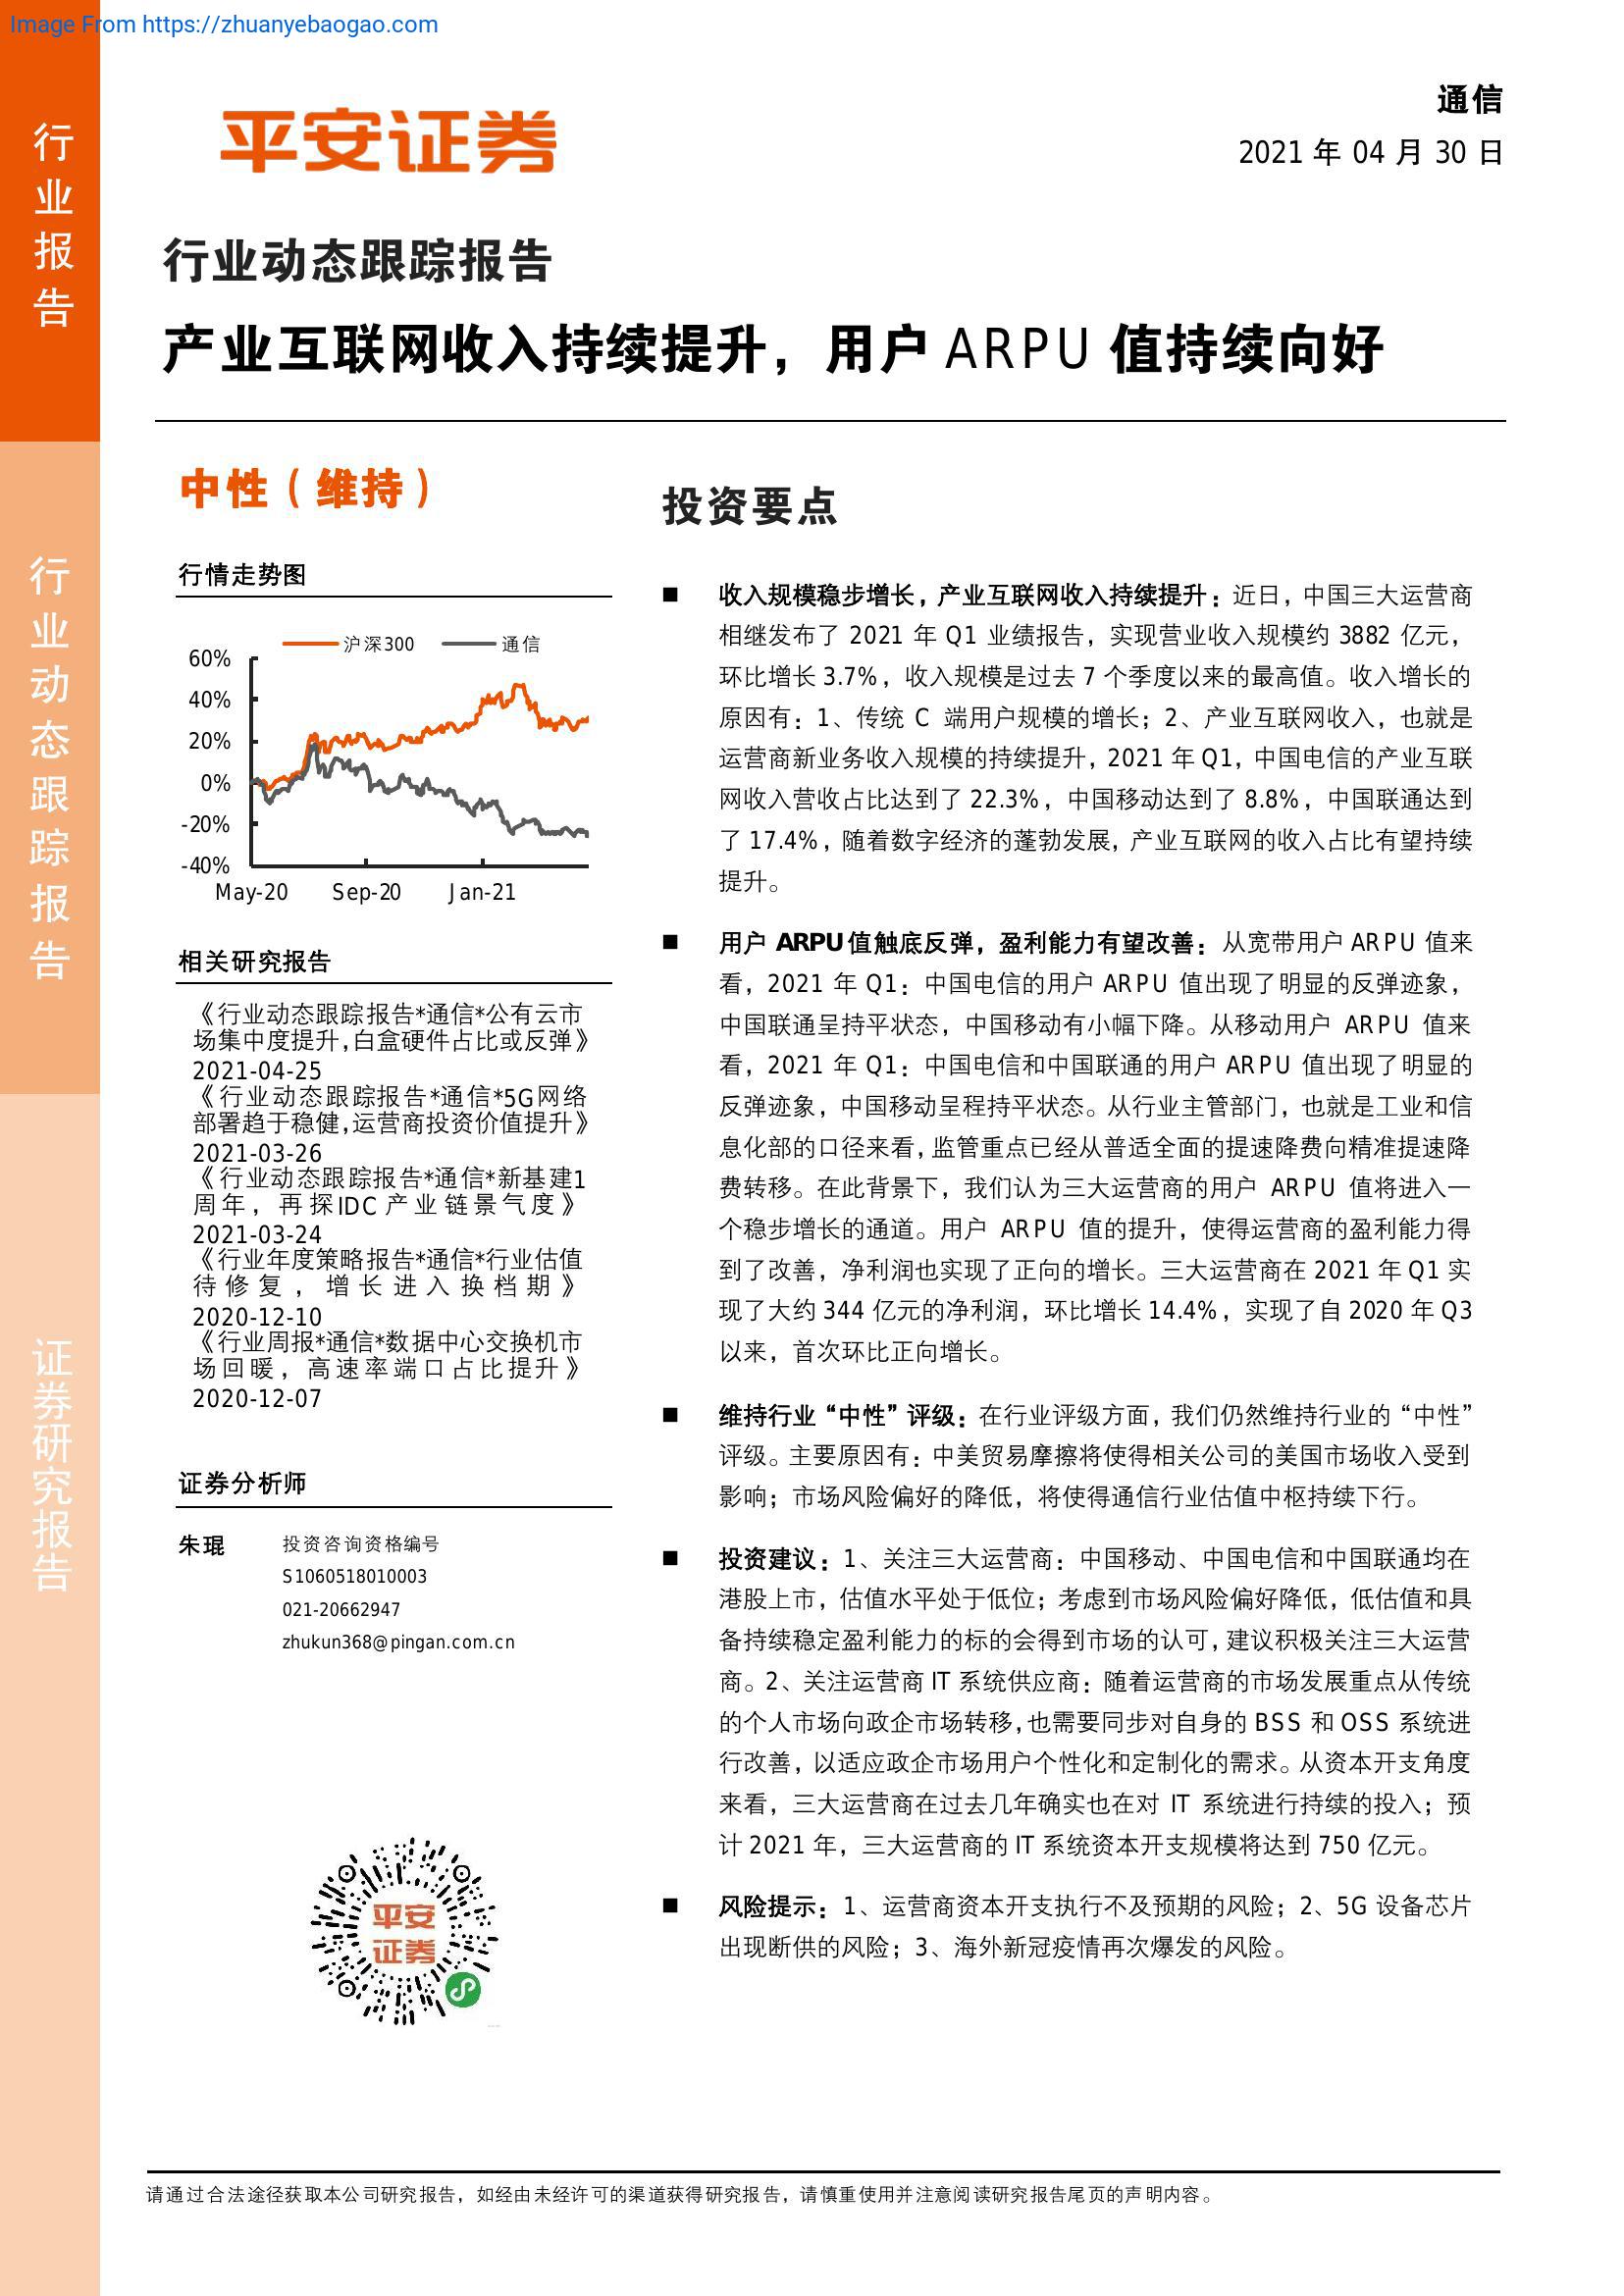 Image From https://zhuanyebaogao.com
行业报告
行业动态跟踪报告
证券研究报告
平安证券
通信
2021 年 04 月 30 日
行业动态跟踪报告
产业互联网收入持续提升，用户 ARPU 值持续向好
中性（维持）
行情走势图
沪深300 通信
60%
40%
20%
0%
-20%
-40%
May-20 Sep-20 Jan-21
相关研究报告
《行业动态跟踪报告*通信*公有云市
场集中度提升,白盒硬件占比或反弹》
2021-04-25
《行业动态跟踪报告*通信*5G网络
部署趋于稳健,运营商投资价值提升》
2021-03-26
《行业动态跟踪报告*通信*新基建1
周年，再探IDC产业链景气度》
2021-03-24
《行业年度策略报告*通信*行业估值
待修复，增长进入换档期》
2020-12-10
《行业周报*通信*数据中心交换机市
场回暖，高速率端口占比提升》
2020-12-07
证券分析师
朱琨 投资咨询资格编号
S1060518010003
021-20662947
zhukun368@pingan.com.cn
平安
证券
投资要点
■ 收入规模稳步增长，产业互联网收入持续提升：近日，中国三大运营商
相继发布了 2021 年 Q1 业绩报告，实现营业收入规模约 3882 亿元，
环比增长 3.7%，收入规模是过去 7 个季度以来的最高值。收入增长的
原因有：1、传统 C 端用户规模的增长；2、产业互联网收入，也就是
运营商新业务收入规模的持续提升，2021 年 Q1，中国电信的产业互联
网收入营收占比达到了 22.3%，中国移动达到了 8.8%，中国联通达到
了 17.4%，随着数字经济的蓬勃发展，产业互联网的收入占比有望持续
提升。
■ 用户 ARPU值触底反弹，盈利能力有望改善：从宽带用户 ARPU 值来
看，2021 年 Q1：中国电信的用户 ARPU 值出现了明显的反弹迹象，
中国联通呈持平状态，中国移动有小幅下降。从移动用户 ARPU 值来
看，2021 年 Q1：中国电信和中国联通的用户 ARPU 值出现了明显的
反弹迹象，中国移动呈程持平状态。从行业主管部门，也就是工业和信
息化部的口径来看，监管重点已经从普适全面的提速降费向精准提速降
费转移。在此背景下，我们认为三大运营商的用户 ARPU 值将进入一
个稳步增长的通道。用户 ARPU 值的提升，使得运营商的盈利能力得
到了改善，净利润也实现了正向的增长。三大运营商在 2021 年 Q1 实
现了大约 344 亿元的净利润，环比增长 14.4%，实现了自 2020 年 Q3
以来，首次环比正向增长。
■ 维持行业“中性”评级：在行业评级方面，我们仍然维持行业的“中性”
评级。主要原因有：中美贸易摩擦将使得相关公司的美国市场收入受到
影响；市场风险偏好的降低，将使得通信行业估值中枢持续下行。
■ 投资建议：1、关注三大运营商：中国移动、中国电信和中国联通均在
港股上市，估值水平处于低位；考虑到市场风险偏好降低，低估值和具
备持续稳定盈利能力的标的会得到市场的认可，建议积极关注三大运营
商。2、关注运营商 IT 系统供应商：随着运营商的市场发展重点从传统
的个人市场向政企市场转移，也需要同步对自身的 BSS 和 OSS 系统进
行改善，以适应政企市场用户个性化和定制化的需求。从资本开支角度
来看，三大运营商在过去几年确实也在对 IT 系统进行持续的投入；预
计 2021 年，三大运营商的 IT 系统资本开支规模将达到 750 亿元。
■ 风险提示：1、运营商资本开支执行不及预期的风险；2、5G 设备芯片
出现断供的风险；3、海外新冠疫情再次爆发的风险。
请通过合法途径获取本公司研究报告，如经由未经许可的渠道获得研究报告，请慎重使用并注意阅读研究报告尾页的声明内容。